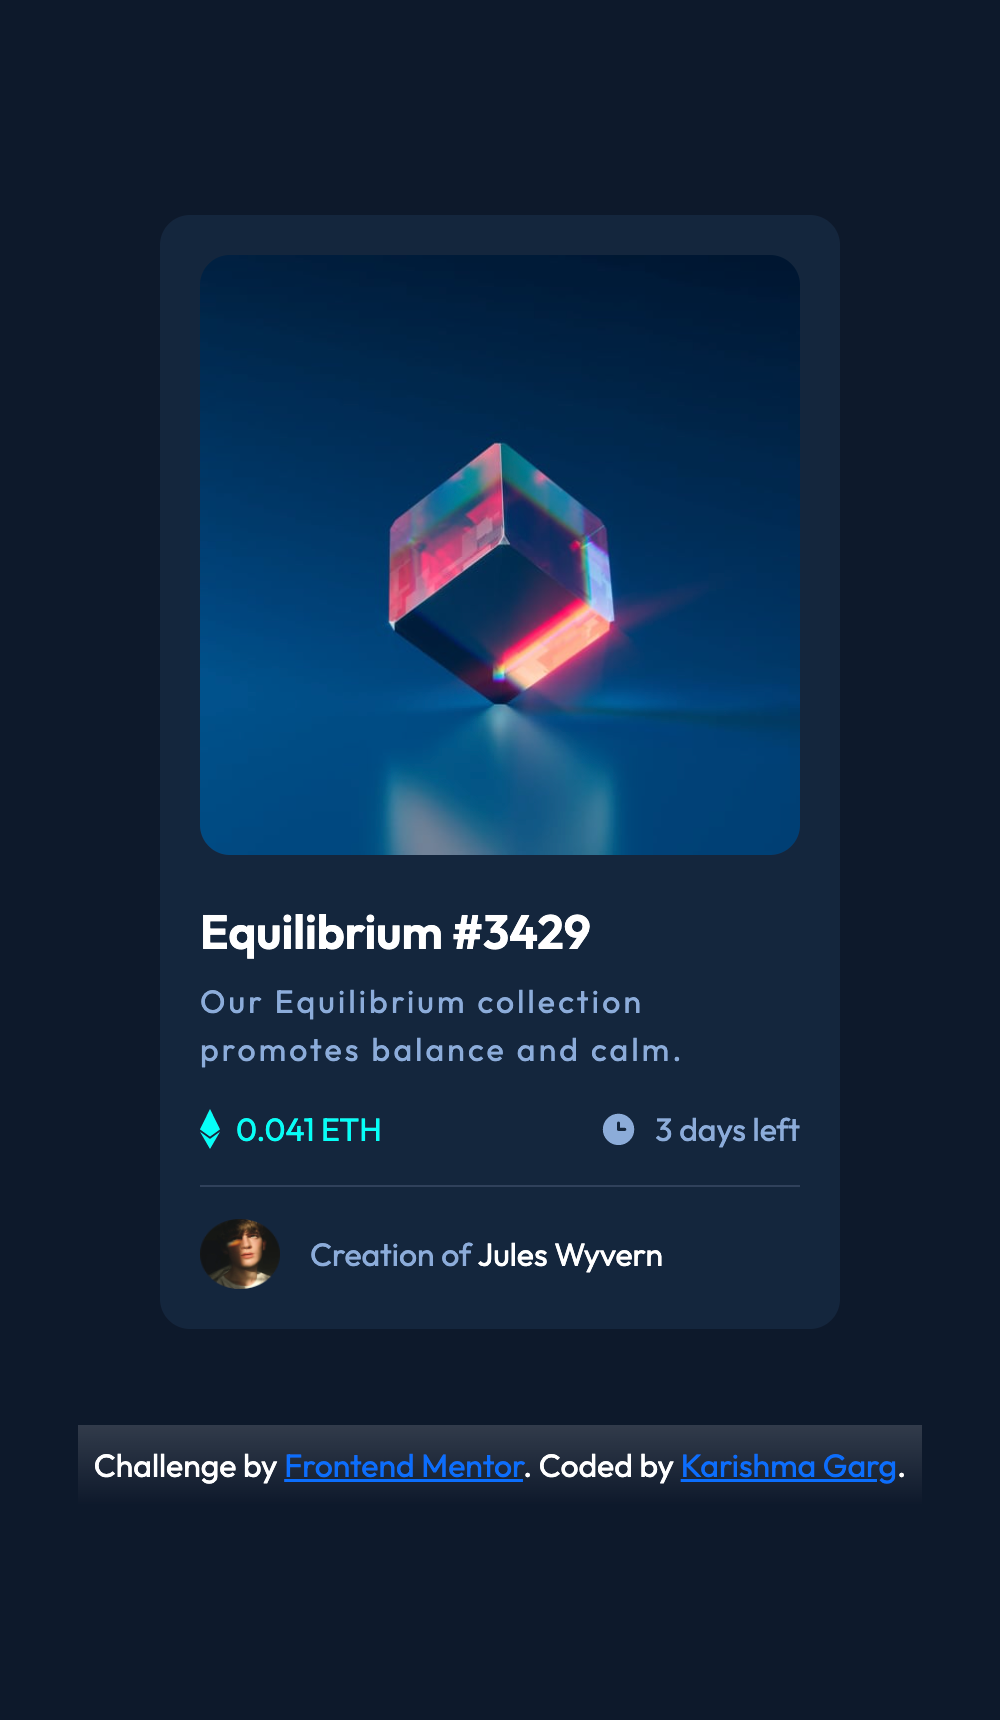 Equilibrium #3429
Our Equilibrium collection
promotes balance and calm.
0.041 ETH
3 days left
Creation of Jules Wyvern
Challenge by Frontend Mentor. Coded by Karishma Garg.